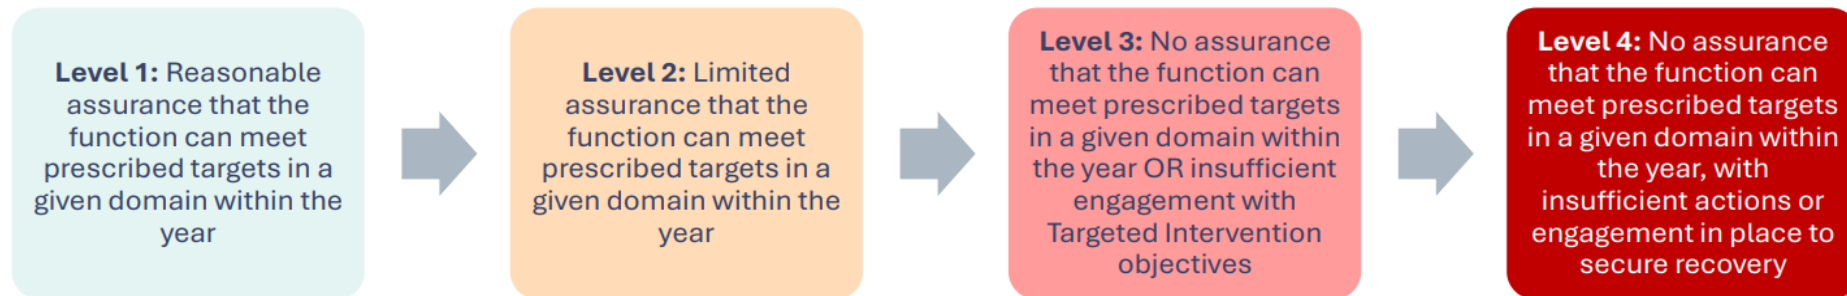 Level 1: Reasonable
assurance that the
function can meet
prescribed targets in a
given domain within the
year
Level 2: Limited
assurance that the
function can meet
prescribed targets in a
given domain within the
year
Level 3: No assurance
that the function can
meet prescribed targets
in a given domain within
the year OR insufficient
engagement with
Targeted Intervention
objectives
Level 4: No assurance
that the function can
meet prescribed targets
in a given domain within
the year, with
insufficient actions or
engagement in place to
secure recovery